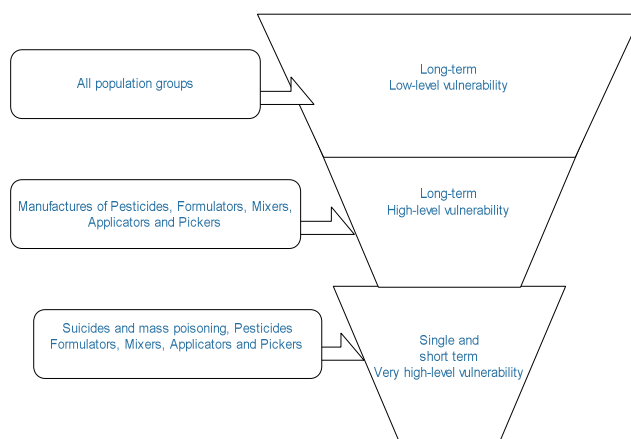 All population groups
Long-term
Low-level vulnerability
Manufactures of Pesticides, Formulators, Mixers,
Applicators and Pickers
Long-term
High-level vulnerability
Suicides and mass poisoning, Pesticides
Formulators, Mixers, Applicators and Pickers
Single and
short term
Very high-level vulnerability